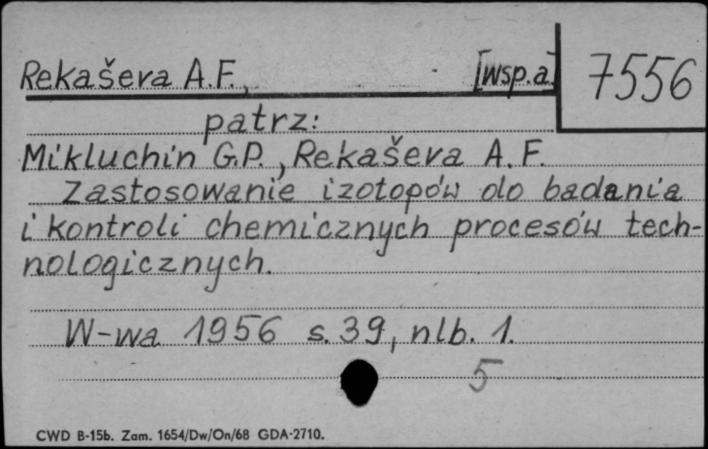 Rekaševa A.F., [wsp.a]
7556
patrz:
Mikluchin G.P., Rekaševa A.F.
Zastosowanie izotopów do badania
i kontroli chemicznych procesów tech-
nologicznych.
W-wa 1956 s. 39, nlb. 1.
5
CWD B-15b. Zam. 1654/Dw/On/68 GDA-2710.